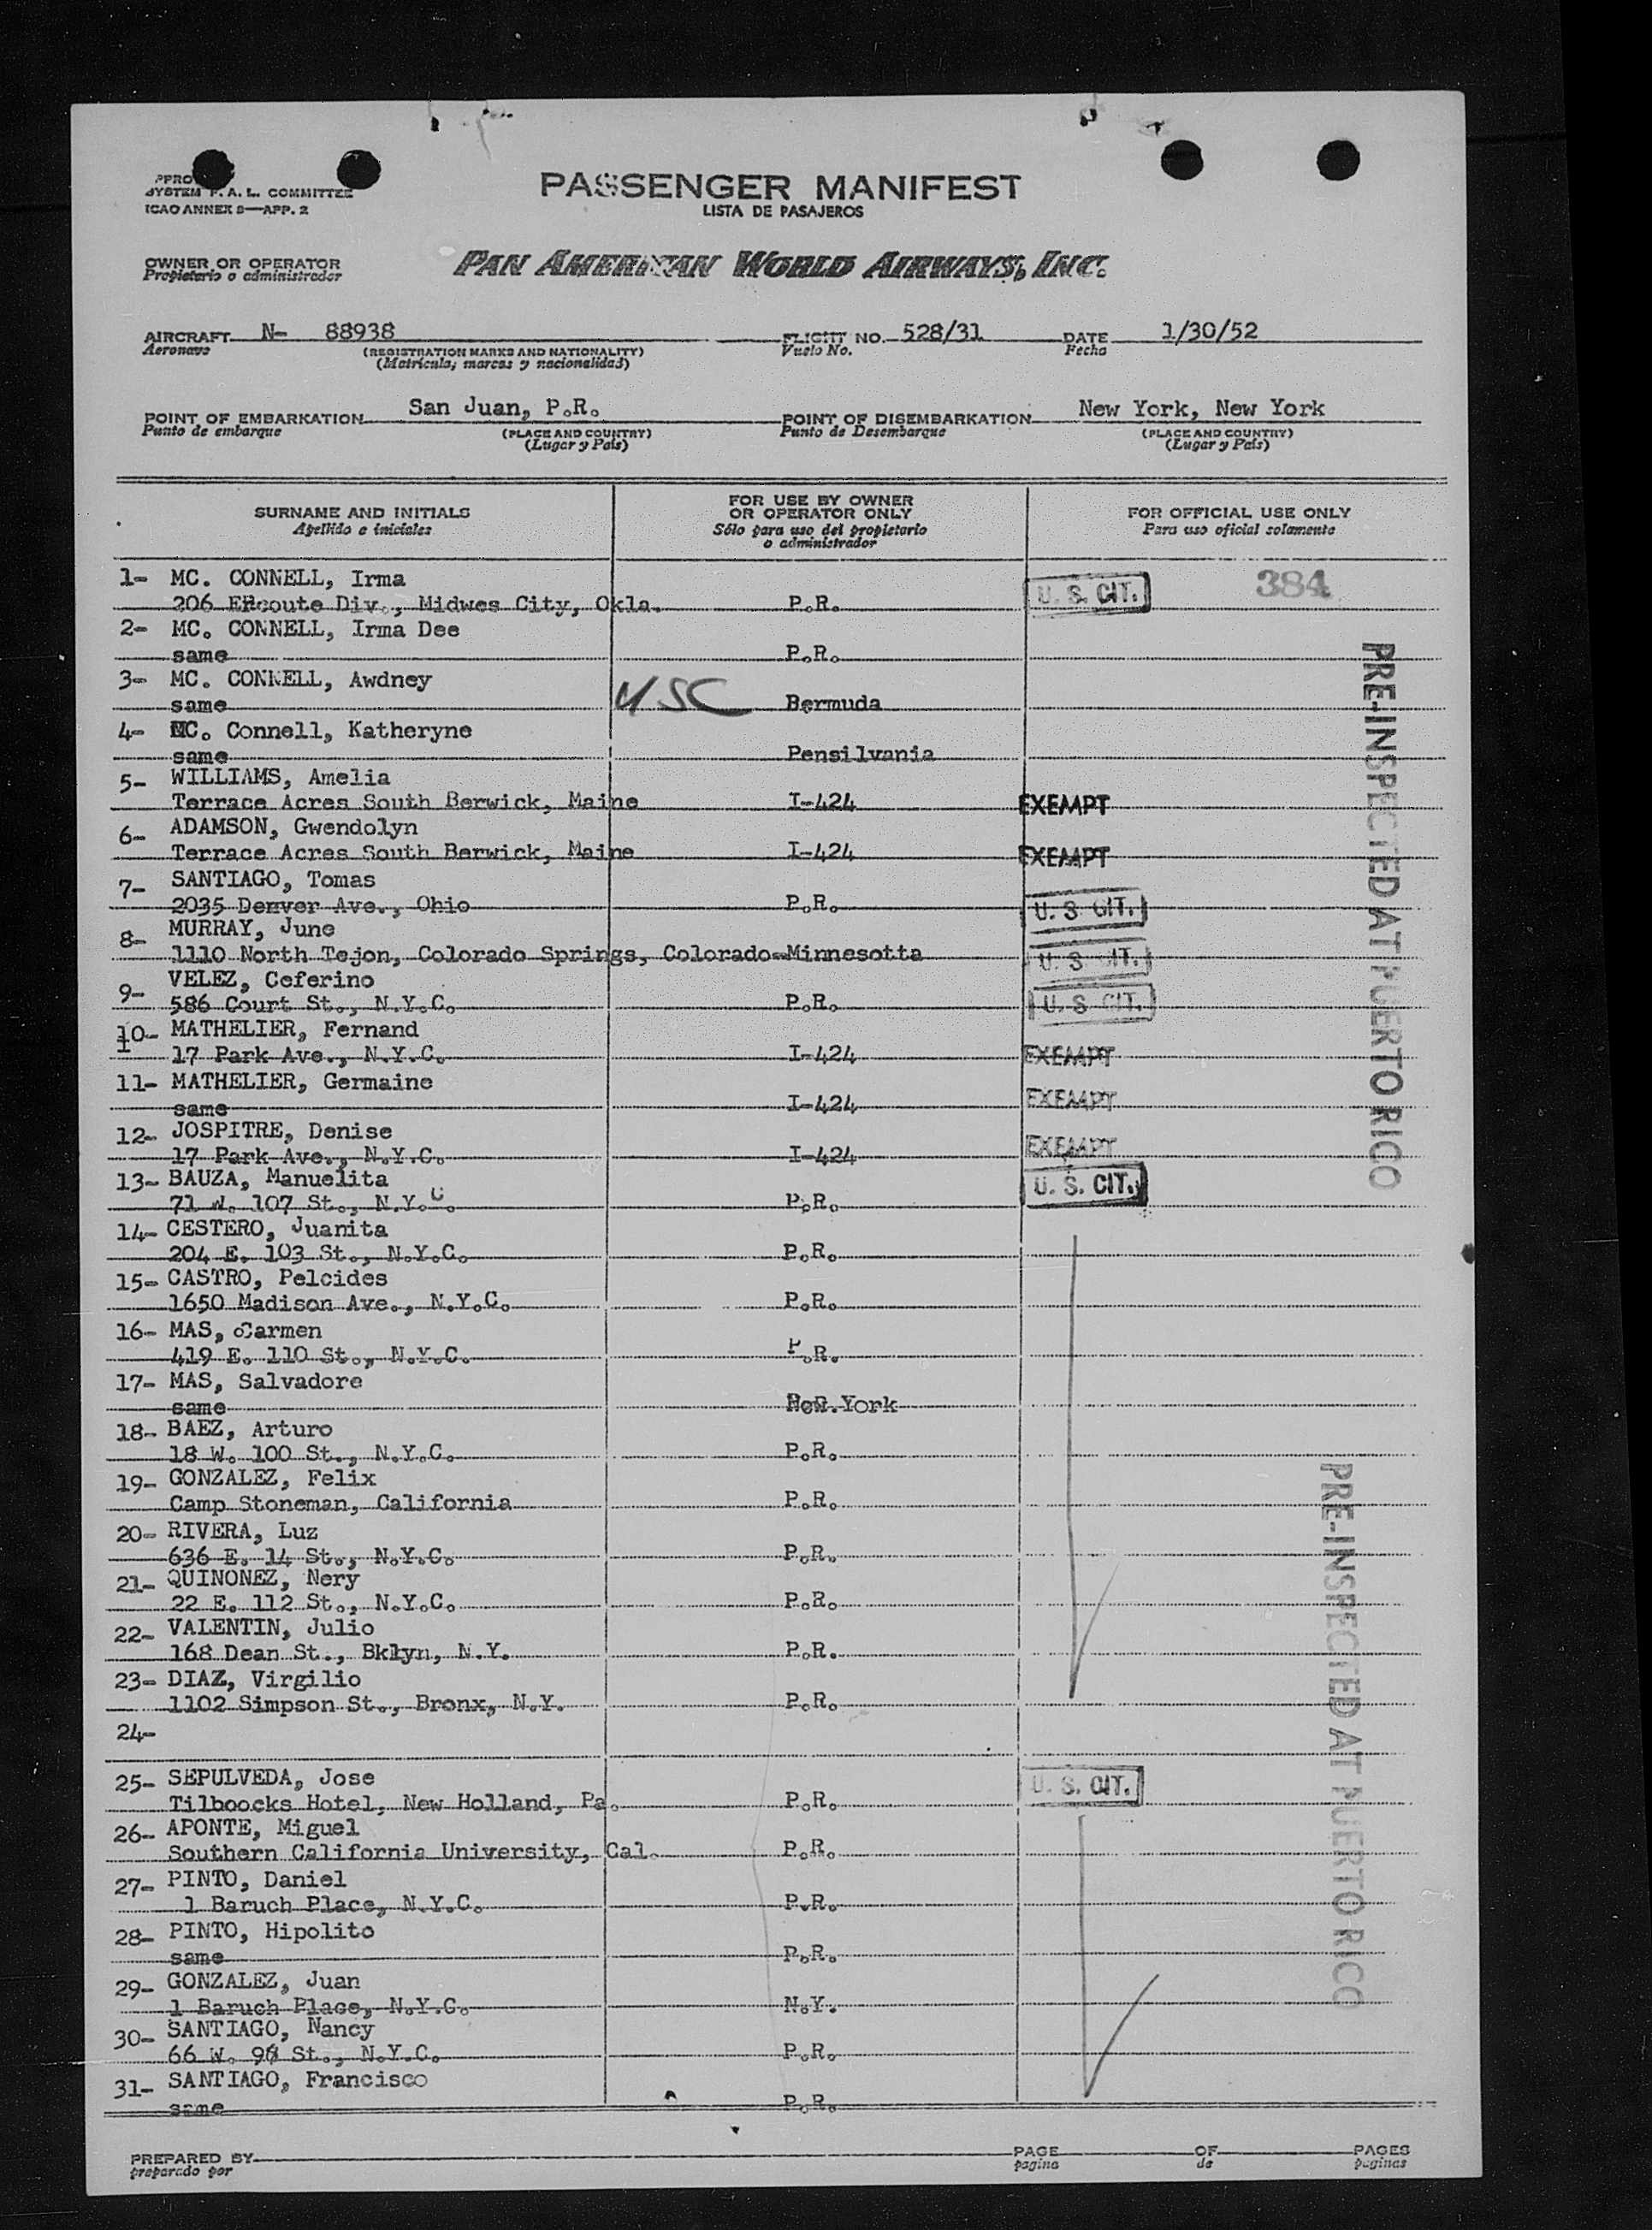 SYSTEM F. A. L. COMMITTEE
ICAO ANNEX 9—APP. 2
PASSENGER MANIFEST
LISTA DE PASAJEROS
OWNER OR OPERATOR
Propietario o administrador
PAN AMERICAN WORLD AIRWAYS, INC.
AIRCRAFT N- 88938 FLIGHT NO. 528/31 DATE 1/30/52
Aeronave (REGISTRATION MARKS AND NATIONALITY) Vuelo No. Fecha
(Matrícula; marcas y nacionalidad)
POINT OF EMBARKATION San Juan, P.R. POINT OF DISEMBARKATION New York, New York
Punto de embarque (PLACE AND COUNTRY) Punto de Desembarque (PLACE AND COUNTRY)
(Lugar y País) (Lugar y País)
SURNAME AND INITIALS
Apellido e iniciales
FOR USE BY OWNER
OR OPERATOR ONLY
Sólo para uso del propietario
o administrador
FOR OFFICIAL USE ONLY
Para uso oficial solamente
1- MC. CONNELL, Irma 384
206 Div., Midwes City, Okla. P.R. U. S. CIT.
2- MC. CONNELL, Irma Dee
same P.R.
3- MC. CONNELL, Awdney USC
same Bermuda
4- MC. Connell, Katheryne
same Pensilvania
5- WILLIAMS, Amelia
Terrace Acres South Berwick, Maine I-424 EXEMPT
6- ADAMSON, Gwendolyn
Terrace Acres South Berwick, Maine I-424 EXEMPT
7- SANTIAGO, Tomas
2035 Denver Ave., Ohio P.R. U. S CIT.
8- MURRAY, June
1110 North Tejon, Colorado Springs, Colorado-Minnesotta U. S CIT.
9- VELEZ, Ceferino
586 Court St., N.Y.C. P.R. U. S CIT.
10- MATHELIER, Fernand
17 Park Ave., N.Y.C. I-424 EXEMPT
11- MATHELIER, Germaine
same I-424 EXEMPT
12- JOSPITRE, Denise
17 Park Ave., N.Y.C. I-424 EXEMPT
13- BAUZA, Manuelita
71 W. 107 St., N.Y.C. P.R. U. S. CIT.
14- CESTERO, Juanita
204 E. 103 St., N.Y.C. P.R.
15- CASTRO, Pelcides
1650 Madison Ave., N.Y.C. P.R.
16- MAS, Carmen
419 E. 110 St., N.Y.C. P.R.
17- MAS, Salvadore
same New York
18- BAEZ, Arturo
18 W. 100 St., N.Y.C. P.R.
19- GONZALEZ, Felix
Camp Stoneman, California P.R.
20- RIVERA, Luz
636 E. 14 St., N.Y.C. P.R.
21- QUINONEZ, Nery
22 E. 112 St., N.Y.C. P.R.
22- VALENTIN, Julio
168 Dean St., Bklyn, N.Y. P.R.
23- DIAZ, Virgilio
1102 Simpson St., Bronx, N.Y. P.R.
24-
25- SEPULVEDA, Jose
Tilboocks Hotel, New Holland, Pa. P.R. U. S. CIT.
26- APONTE, Miguel
Southern California University, Cal. P.R.
27- PINTO, Daniel
1 Baruch Place, N.Y.C. P.R.
28- PINTO, Hipolito
same P.R.
29- GONZALEZ, Juan
1 Baruch Place, N.Y.C. N.Y.
30- SANTIAGO, Nancy
66 W. St., N.Y.C. P.R.
31- SANTIAGO, Francisco
same P.R.
PRE-INSPECTED AT PUERTO RICO
PRE-INSPECTED AT PUERTO RICO
PREPARED BY PAGE OF PAGES
preparado por pagina de paginas